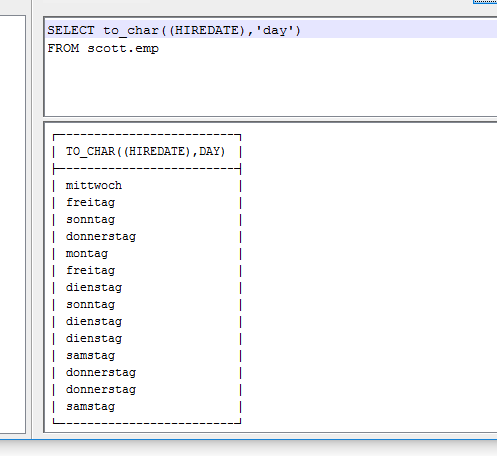 SELECT to_char((HIREDATE),'day')
FROM scott.emp
TO_CHAR((HIREDATE),DAY)
mittwoch
freitag
sonntag
donnerstag
montag
freitag
dienstag
sonntag
dienstag
dienstag
samstag
donnerstag
donnerstag
samstag